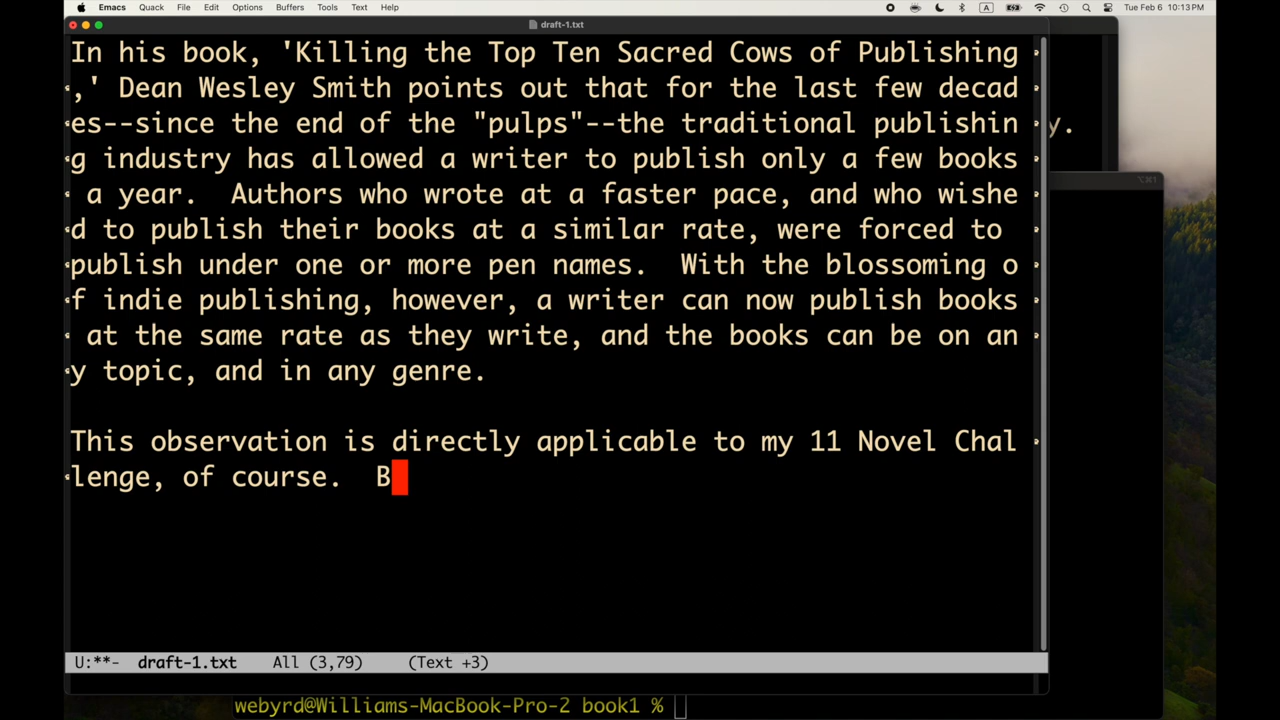 Emacs Quack File Edit Options Buffers Tools Text Help A Tue Feb 6 10:13 PM
draft-1.txt
In his book, 'Killing the Top Ten Sacred Cows of Publishing
,' Dean Wesley Smith points out that for the last few decad
es--since the end of the "pulps"--the traditional publishin
y.
g industry has allowed a writer to publish only a few books
a year.  Authors who wrote at a faster pace, and who wishe
⌥⌘1
d to publish their books at a similar rate, were forced to
publish under one or more pen names.  With the blossoming o
f indie publishing, however, a writer can now publish books
at the same rate as they write, and the books can be on an
y topic, and in any genre.
This observation is directly applicable to my 11 Novel Chal
lenge, of course.  B
U:**-  draft-1.txt    All (3,79)    (Text +3)
webyrd@Williams-MacBook-Pro-2 book1 %